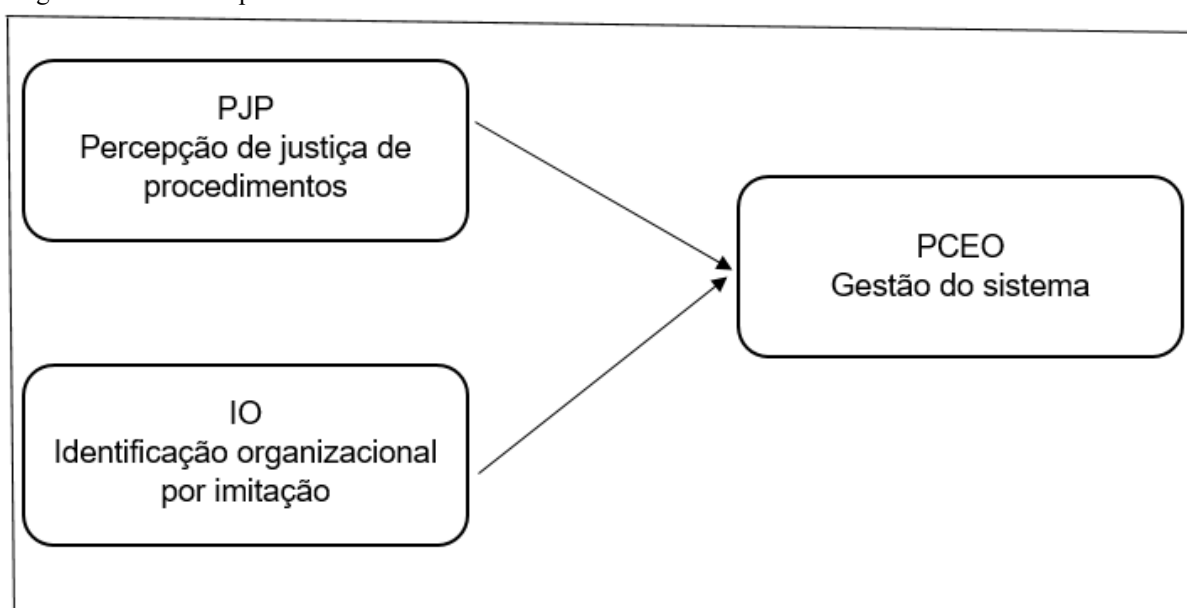 PJP
Percepção de justiça de
procedimentos
PCEO
Gestão do sistema
IO
Identificação organizacional
por imitação